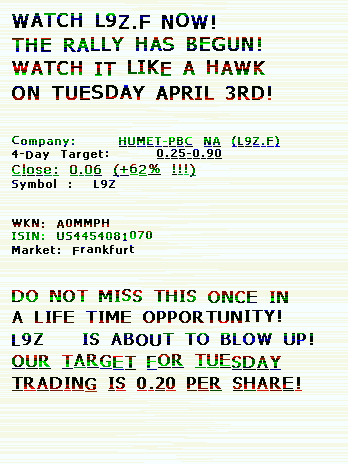 WATCH L9Z.F NOW!
THE RALLY HAS BEGUN!
WATCH IT LIKE A HAWK
ON TUESDAY APRIL 3RD!
Company: HUMET-PBC NA (L9Z.F)
4-Day Target: 0.25-0.90
Close: 0.06 (+62% !!!)
Symbol : L9Z
WKN: A0MMPH
ISIN: US4454081070
Market: Frankfurt
DO NOT MISS THIS ONCE IN
A LIFE TIME OPPORTUNITY!
L9Z IS ABOUT TO BLOW UP!
OUR TARGET FOR TUESDAY
TRADING IS 0.20 PER SHARE!